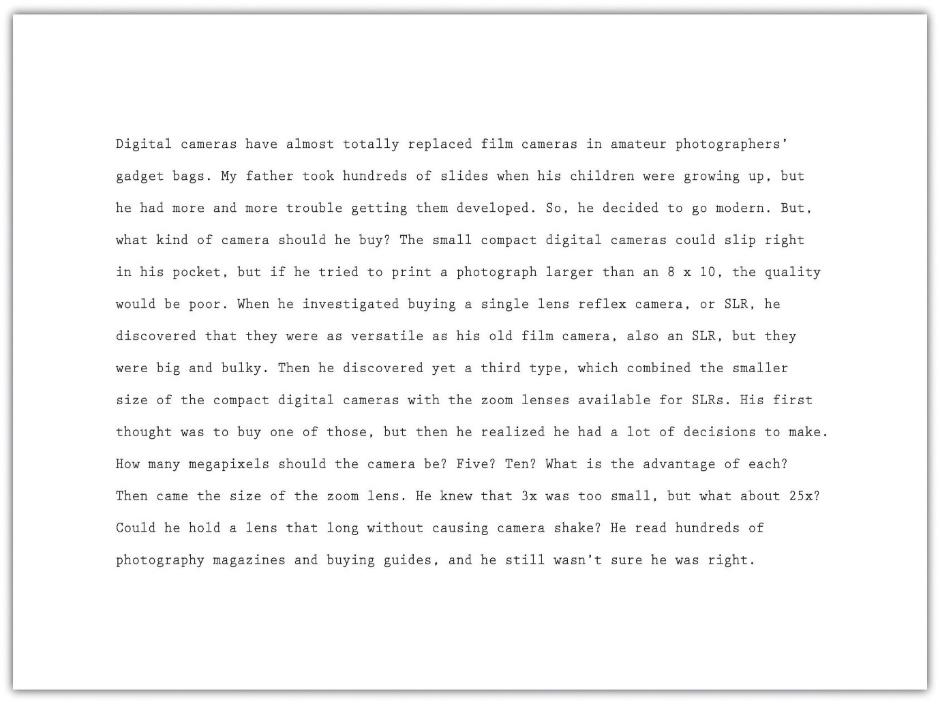 Digital cameras have almost totally replaced film cameras in amateur photographers’
gadget bags. My father took hundreds of slides when his children were growing up, but
he had more and more trouble getting them developed. So, he decided to go modern. But,
what kind of camera should he buy? The small compact digital cameras could slip right
in his pocket, but if he tried to print a photograph larger than an 8 x 10, the quality
would be poor. When he investigated buying a single lens reflex camera, or SLR, he
discovered that they were as versatile as his old film camera, also an SLR, but they
were big and bulky. Then he discovered yet a third type, which combined the smaller
size of the compact digital cameras with the zoom lenses available for SLRs. His first
thought was to buy one of those, but then he realized he had a lot of decisions to make.
How many megapixels should the camera be? Five? Ten? What is the advantage of each?
Then came the size of the zoom lens. He knew that 3x was too small, but what about 25x?
Could he hold a lens that long without causing camera shake? He read hundreds of
photography magazines and buying guides, and he still wasn’t sure he was right.